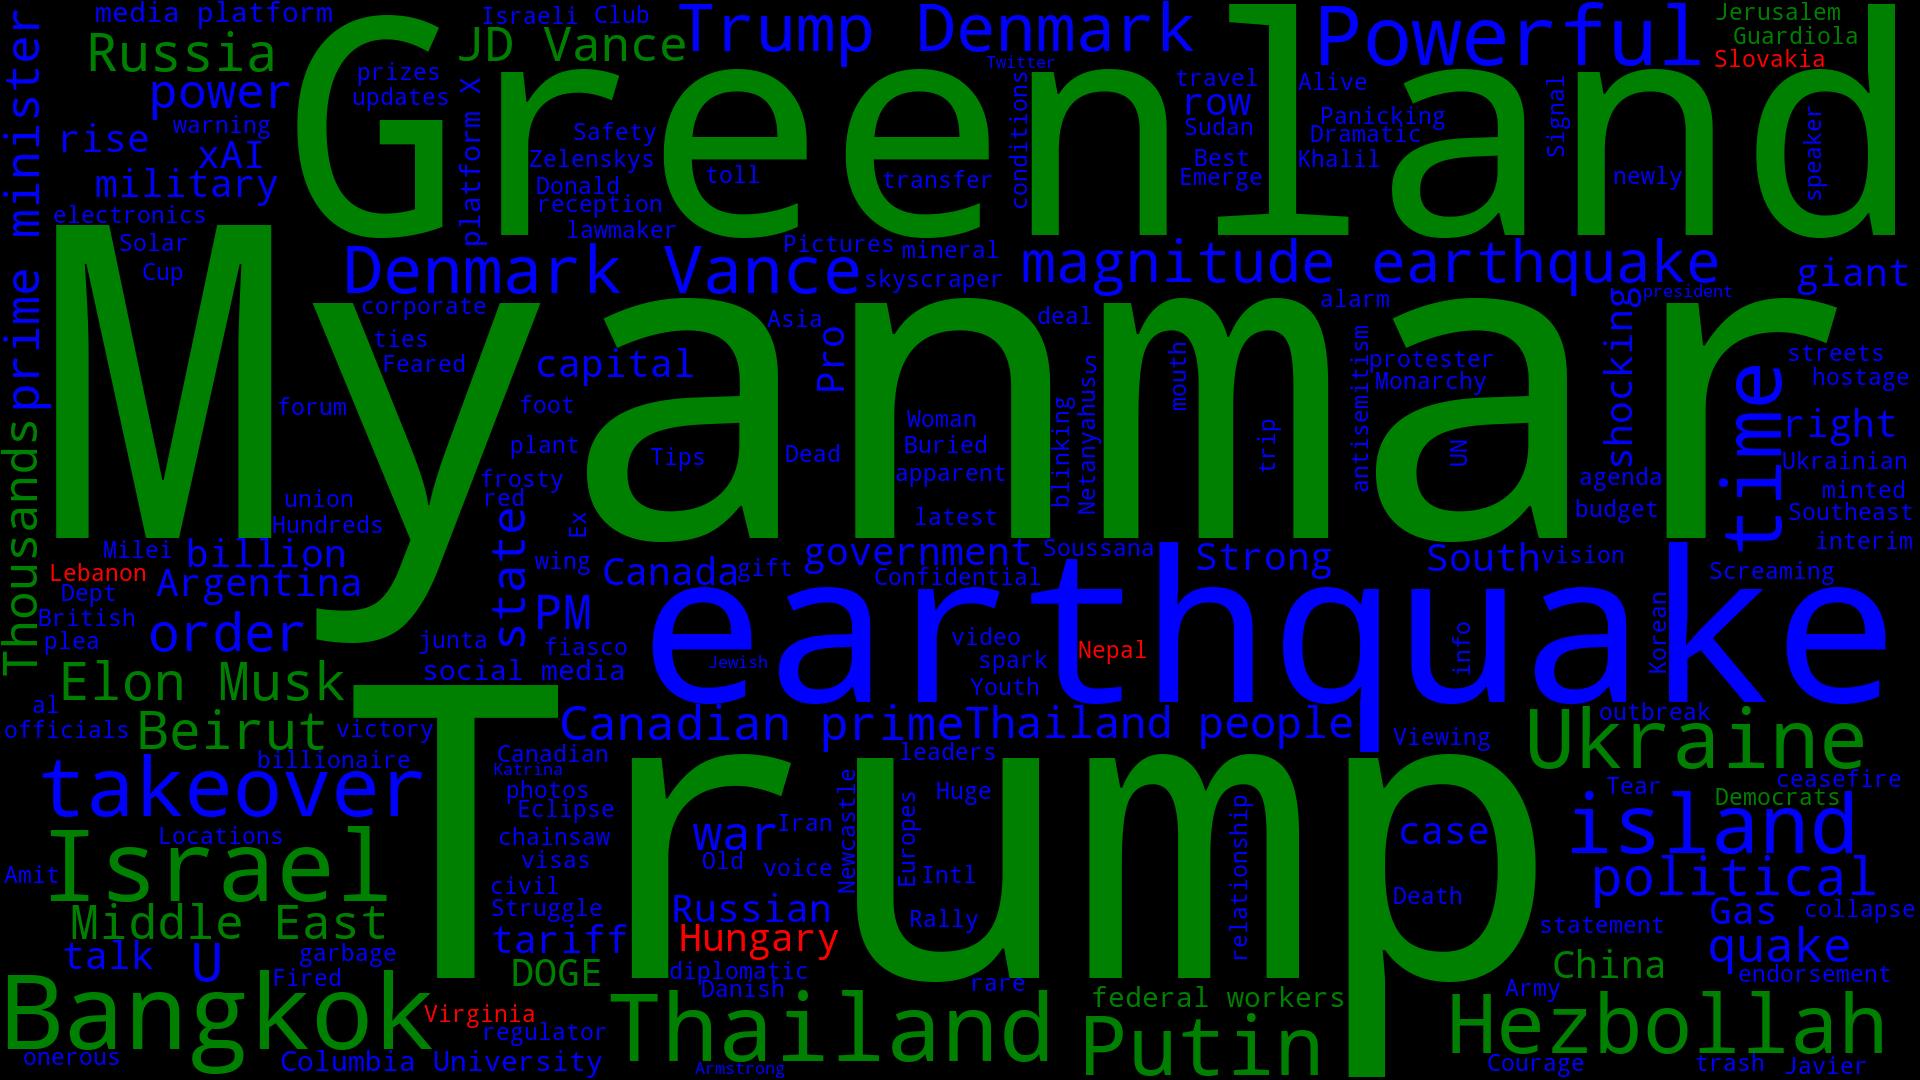 media platform
Israeli Club
Trump Denmark
Powerful
Jerusalem
Guardiola
Slovakia
Russia
JD Vance
Twitter
Greenland
prime minister
power
prizes
updates
platform X
travel
row
Sudan
Alive
Panicking
Dramatic
Khalil
Signal
speaker
conditions
warning
rise
xAI
military
Safety
Zelenskys
Donald
reception
lawmaker
toll
transfer
Best
Emerge
newly
electronics
Solar
Cup
Denmark Vance
Pictures
mineral
skyscraper
magnitude earthquake
giant
president
Myanmar
corporate
ties
Feared
Asia
Pro
deal
alarm
shocking
streets
hostage
capital
mouth
antisemitism
protester
Monarchy
time
right
forum
foot
plant
Tips
Dead
Woman
Buried
apparent
latest
blinking
Netanyahus
S
trip
UN
agenda
budget
Ukrainian
minted
Southeast
interim
Thousands
union
Hundreds
frosty
red
state
Ex
wing
Milei
billion
Lebanon
Argentina
Dept
British
plea
order
PM
Canada
gift
government
Confidential
Soussana
Strong
South
vision
Screaming
earthquake
junta
social media
fiasco
Jewish
video
spark
Youth
Nepal
info
Korean
Elon Musk
al
officials
Beirut
victory
billionaire
takeover
Trump
Canadian prime
Thailand people
Viewing
outbreak
Ukraine
Canadian
Katrina
photos
Eclipse
chainsaw
visas
civil
Struggle
leaders
Huge
war
Iran
Old
voice
Newcastle
Europes
Intl
Rally
relationship
case
Death
Tear
ceasefire
Democrats
island
political
Locations
Israel
Amit
Middle East
talk
U
garbage
Fired
tariff
DOGE
Russian
Hungary
diplomatic
Danish
rare
statement
Gas
collapse
quake
China
endorsement
Army
Bangkok
Virginia
regulator
onerous
Columbia University
Thailand
Armstrong
federal workers
Putin
Hezbollah
Courage
trash
Javier